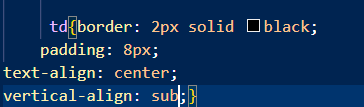 td{border: 2px solid black;
padding: 8px;
text-align: center;
vertical-align: sub;}